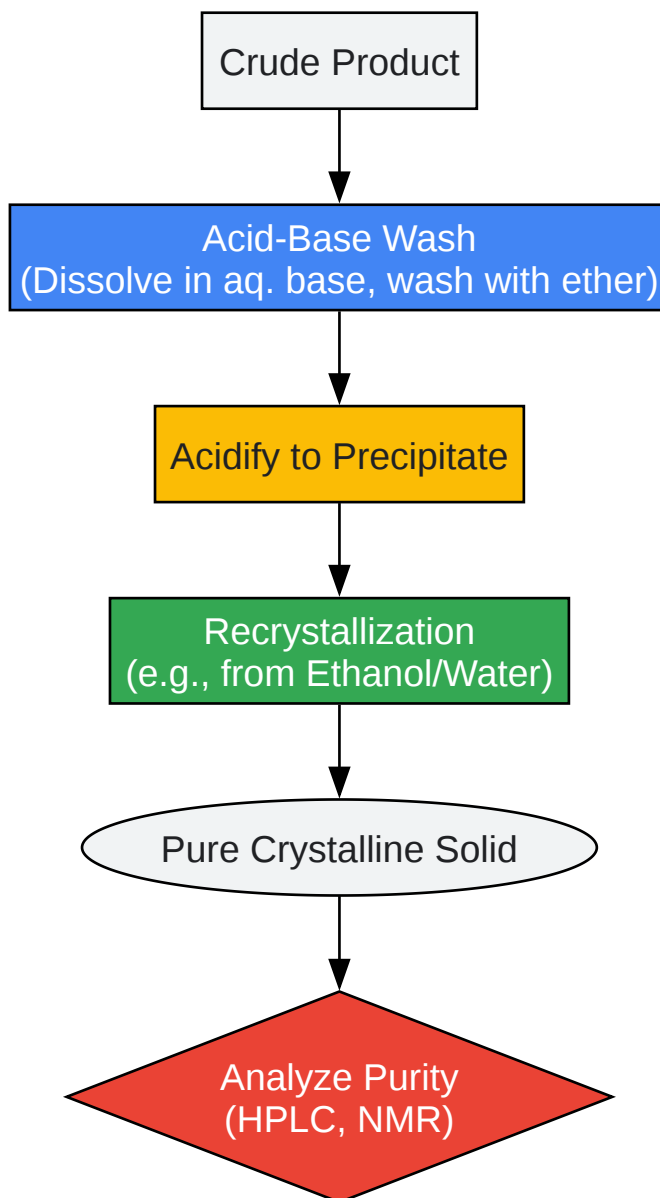 Crude Product
Acid-Base Wash
(Dissolve in aq. base, wash with ether)
Acidify to Precipitate
Recrystallization
(e.g., from Ethanol/Water)
Pure Crystalline Solid
Analyze Purity
(HPLC, NMR)